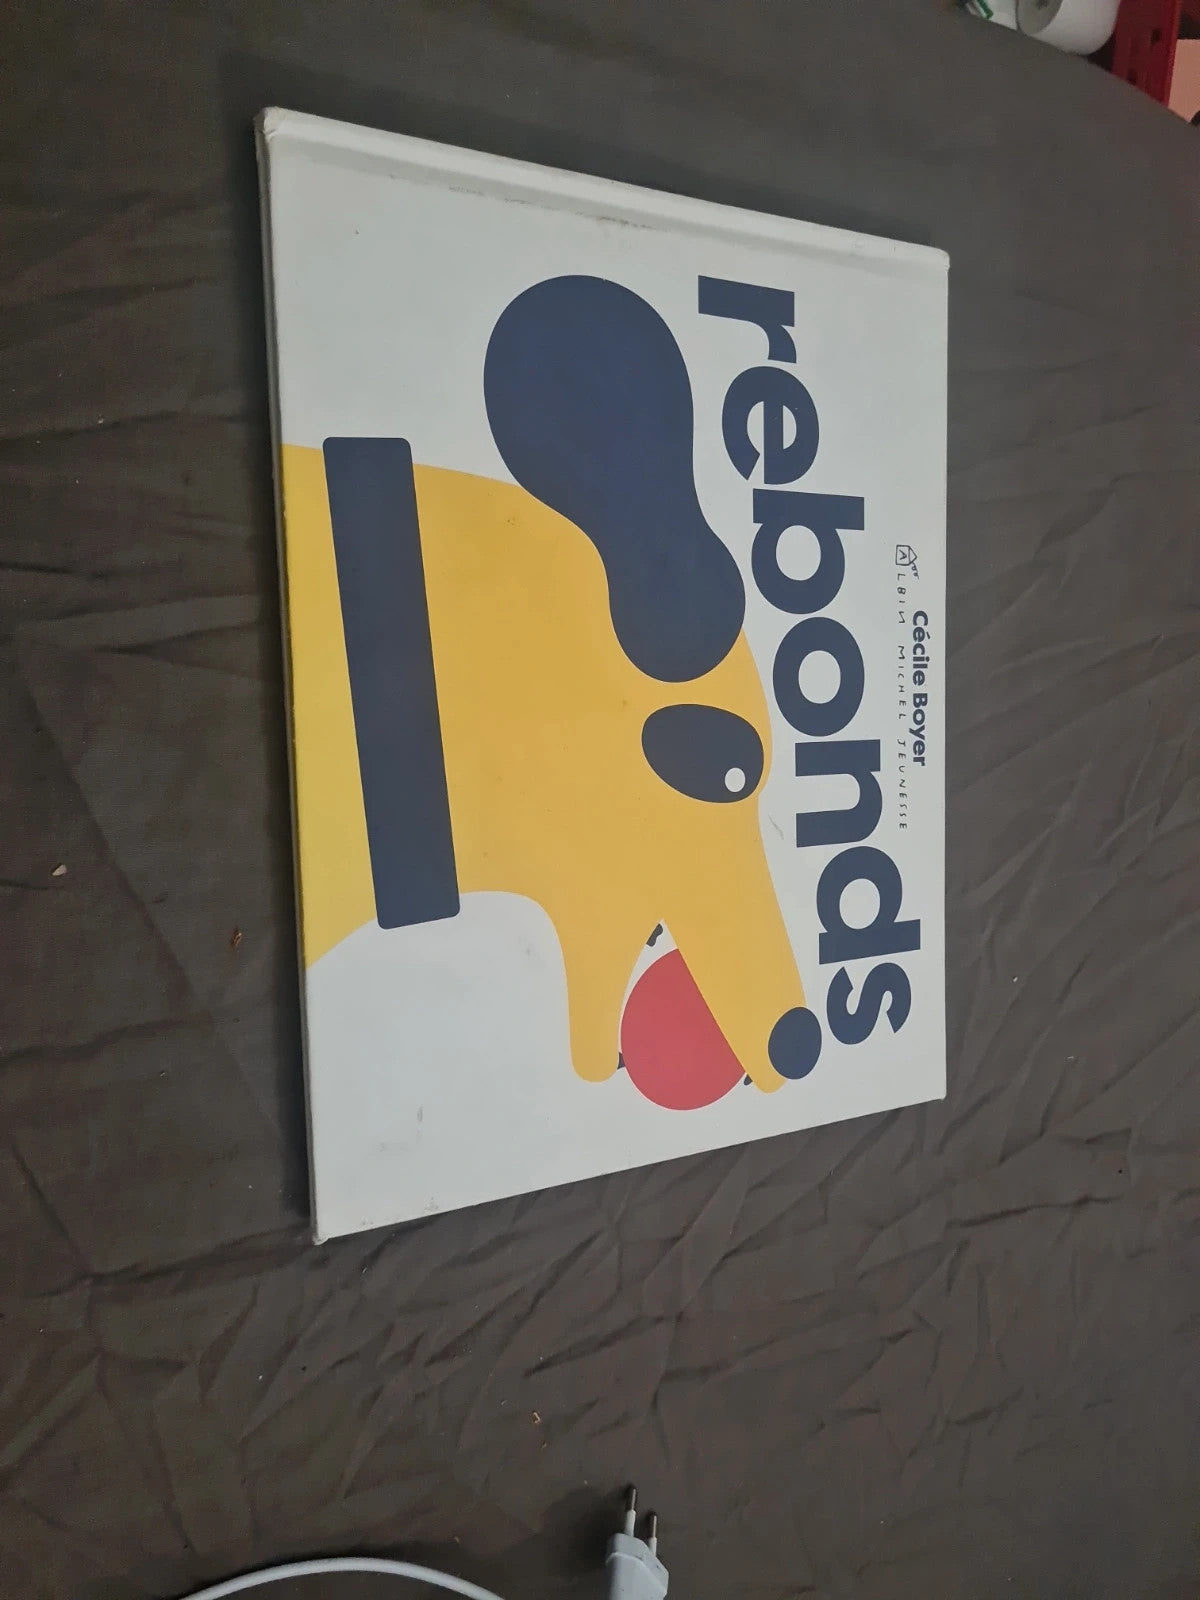 Cécile Boyer
ALBIN MICHEL JEUNESSE
rebonds